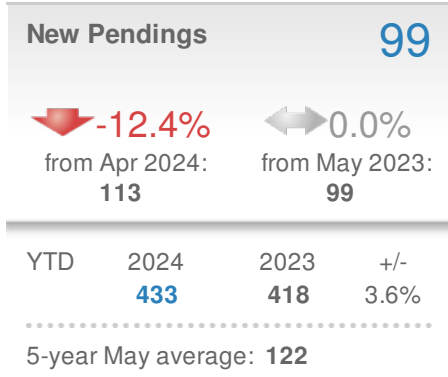 New Pendings 99
-12.4% 0.0%
from Apr 2024: from May 2023:
113 99
YTD 2024 2023 +/-
433 418 3.6%
5-year May average: 122